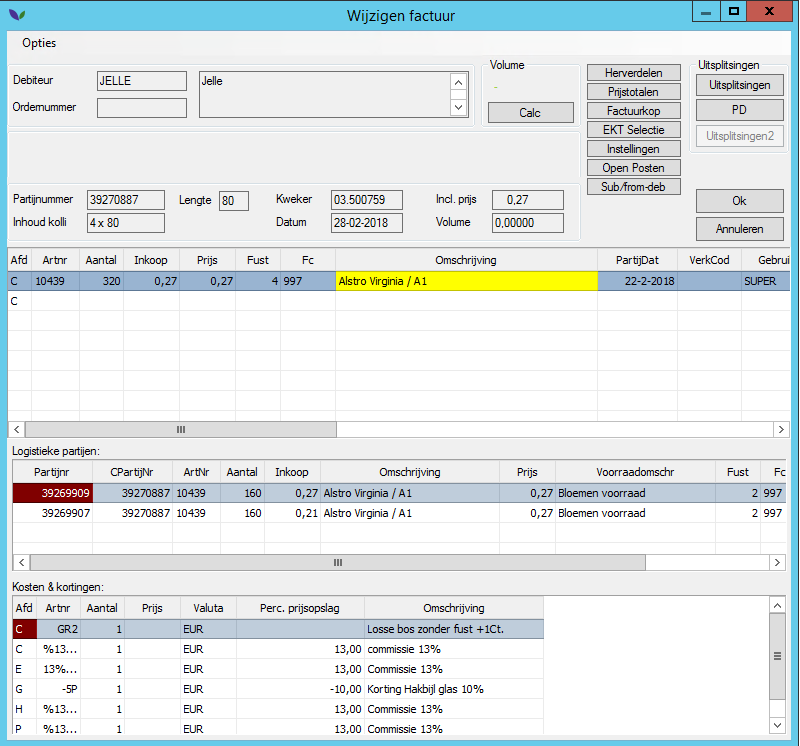 Wijzigen factuur
Opties
Debiteur JELLE Jelle
Ordernummer
Volume
-
Calc
Herverdelen
Prijstotalen
Factuurkop
EKT Selectie
Instellingen
Open Posten
Sub/from-deb
Uitsplitsingen
Uitsplitsingen
PD
Uitsplitsingen2
Partijnummer 39270887 Lengte 80 Kweker 03.500759 Incl. prijs 0,27
Inhoud kolli 4 x 80 Datum 28-02-2018 Volume 0,00000
Ok
Annuleren
Afd Artnr Aantal Inkoop Prijs Fust Fc Omschrijving PartijDat VerkCod Gebrui
C 10439 320 0,27 0,27 4 997 Alstro Virginia / A1 22-2-2018 SUPER
C
Logistieke partijen:
Partijnr CPartijNr ArtNr Aantal Inkoop Omschrijving Prijs Voorraadomschr Fust Fc
39269909 39270887 10439 160 0,27 Alstro Virginia / A1 0,27 Bloemen voorraad 2 997
39269907 39270887 10439 160 0,21 Alstro Virginia / A1 0,27 Bloemen voorraad 2 997
Kosten & kortingen:
Afd Artnr Aantal Prijs Valuta Perc. prijsopslag Omschrijving
C GR2 1 EUR Losse bos zonder fust +1Ct.
C %13... 1 EUR 13,00 commissie 13%
E 13%... 1 EUR 13,00 Commissie 13%
G -5P 1 EUR -10,00 Korting Hakbijl glas 10%
H %13... 1 EUR 13,00 Commissie 13%
P %13... 1 EUR 13,00 Commissie 13%